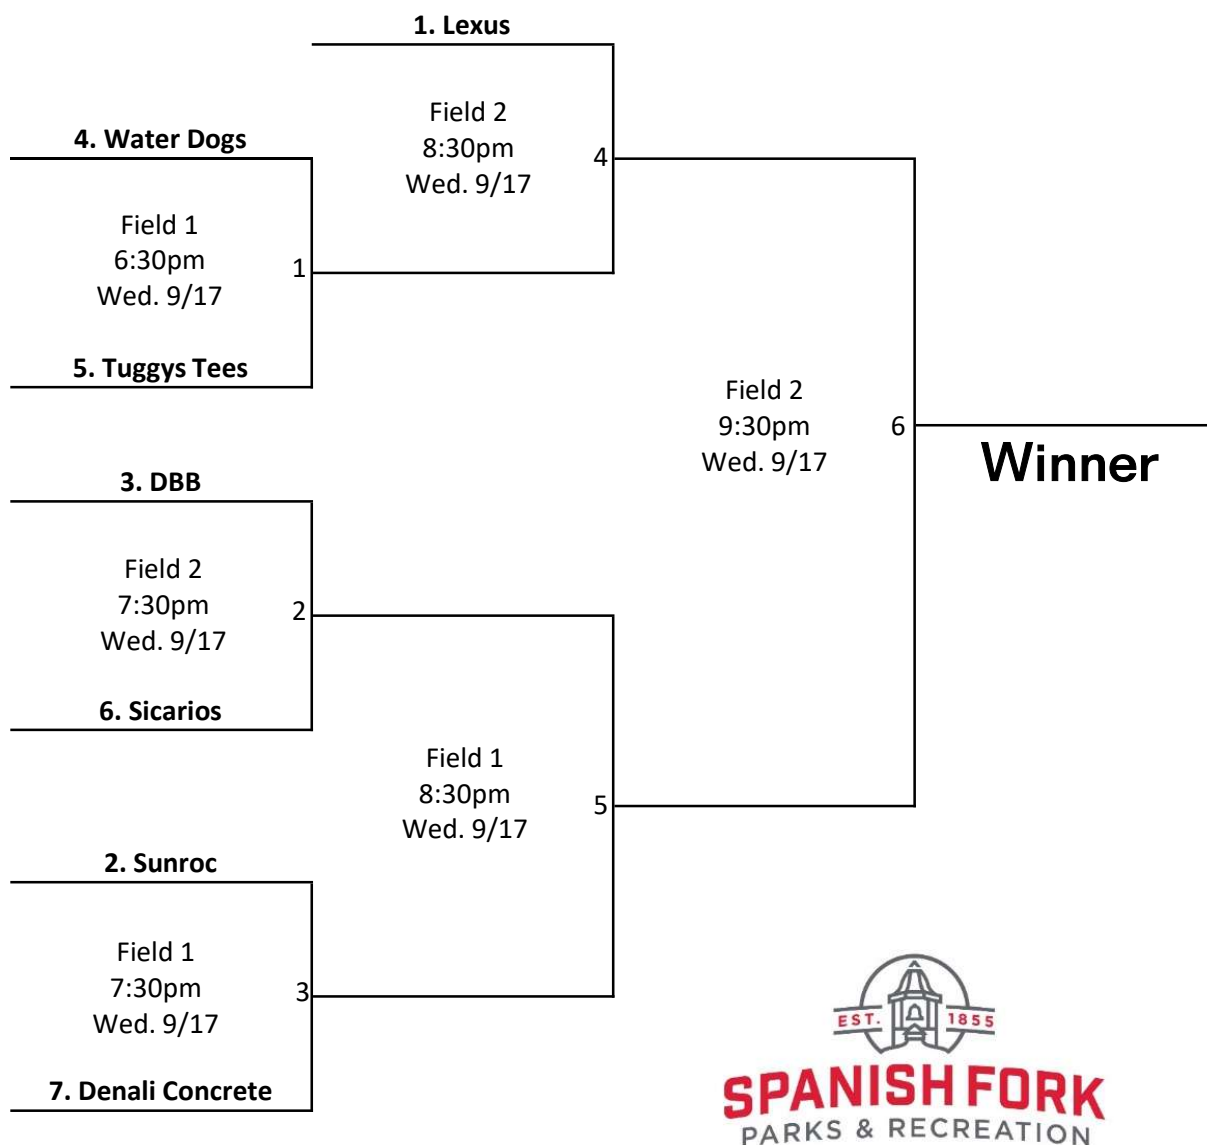 1. Lexus
Field 2
8:30pm
Wed. 9/17
4
4. Water Dogs
Field 1
6:30pm
Wed. 9/17
1
5. Tuggys Tees
Field 2
9:30pm
Wed. 9/17
6
Winner
3. DBB
Field 2
7:30pm
Wed. 9/17
2
6. Sicarios
Field 1
8:30pm
Wed. 9/17
5
2. Sunroc
Field 1
7:30pm
Wed. 9/17
3
7. Denali Concrete
EST. 1855
SPANISH FORK
PARKS & RECREATION